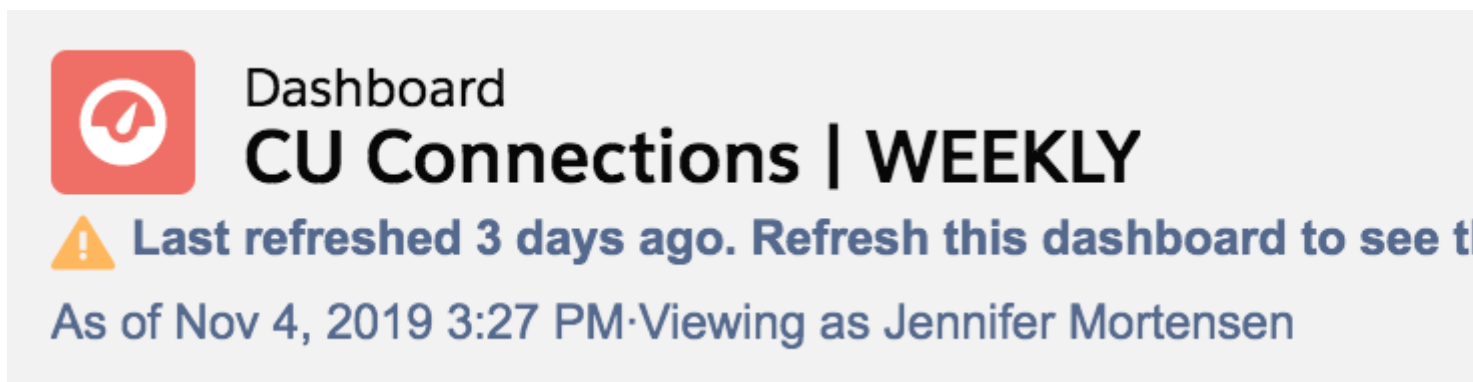 Dashboard
CU Connections | WEEKLY
Last refreshed 3 days ago. Refresh this dashboard to see
As of Nov 4, 2019 3:27 PM·Viewing as Jennifer Mortensen